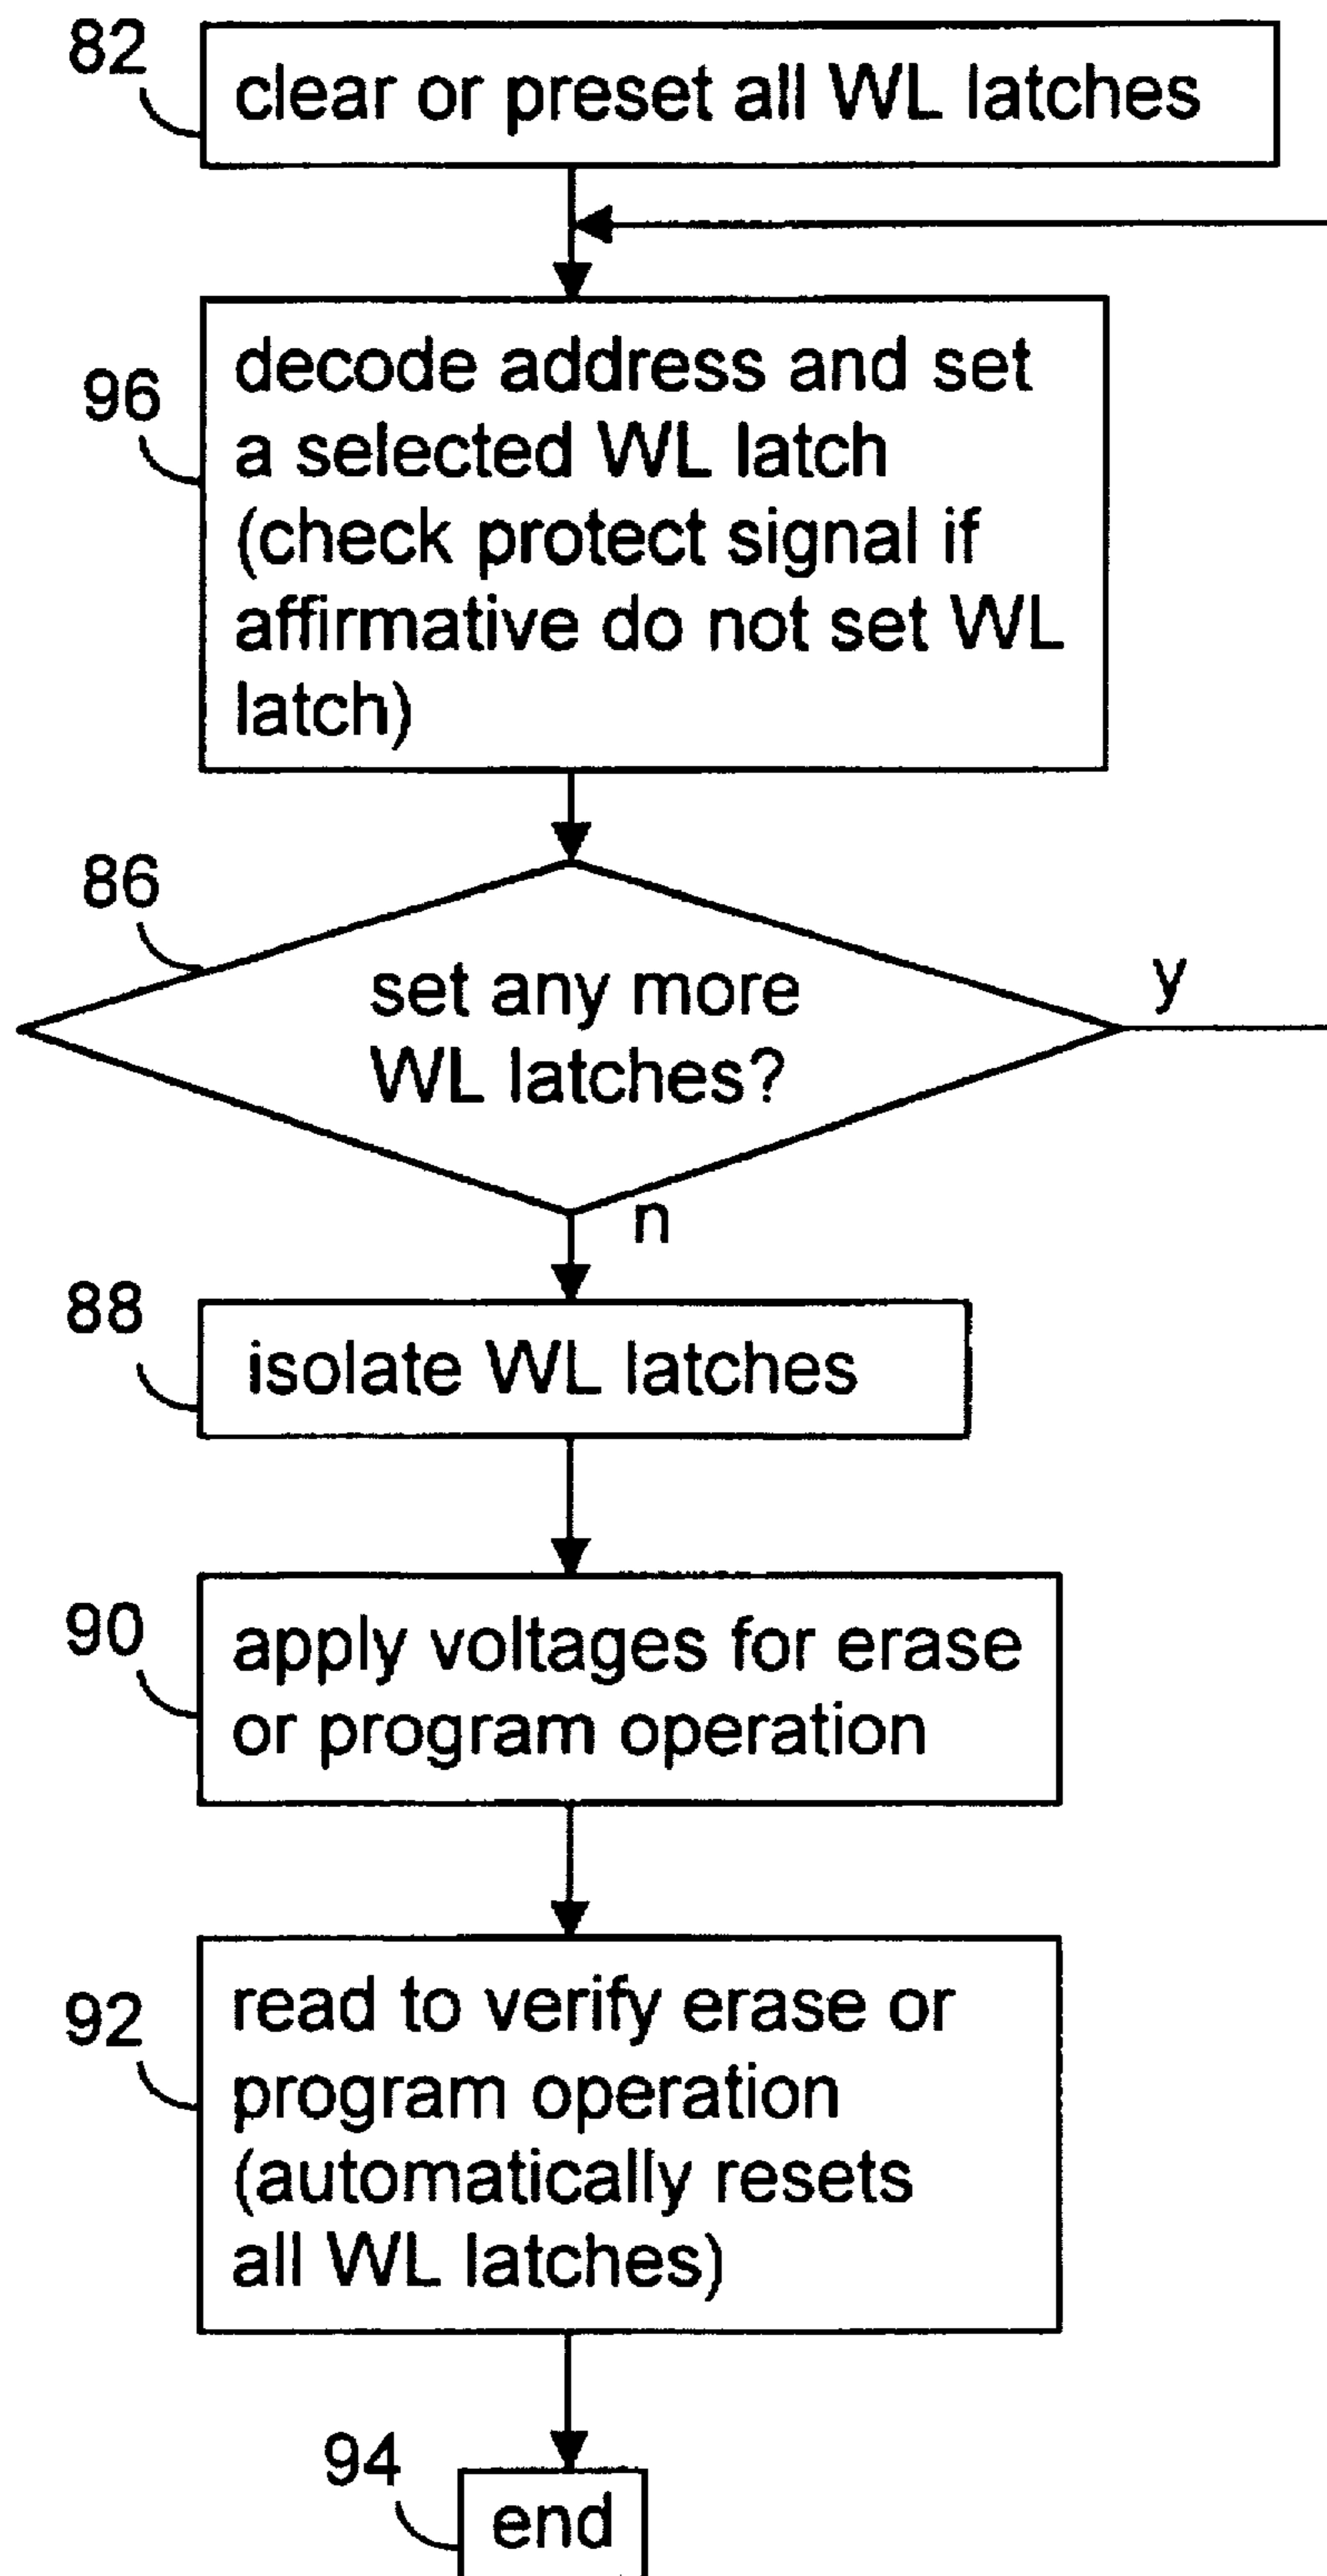 82
clear or preset all WL latches
96
decode address and set
a selected WL latch
(check protect signal if
affirmative do not set WL
latch)
86
set any more
WL latches?
y
n
88
isolate WL latches
90
apply voltages for erase
or program operation
92
read to verify erase or
program operation
(automatically resets
all WL latches)
94
end